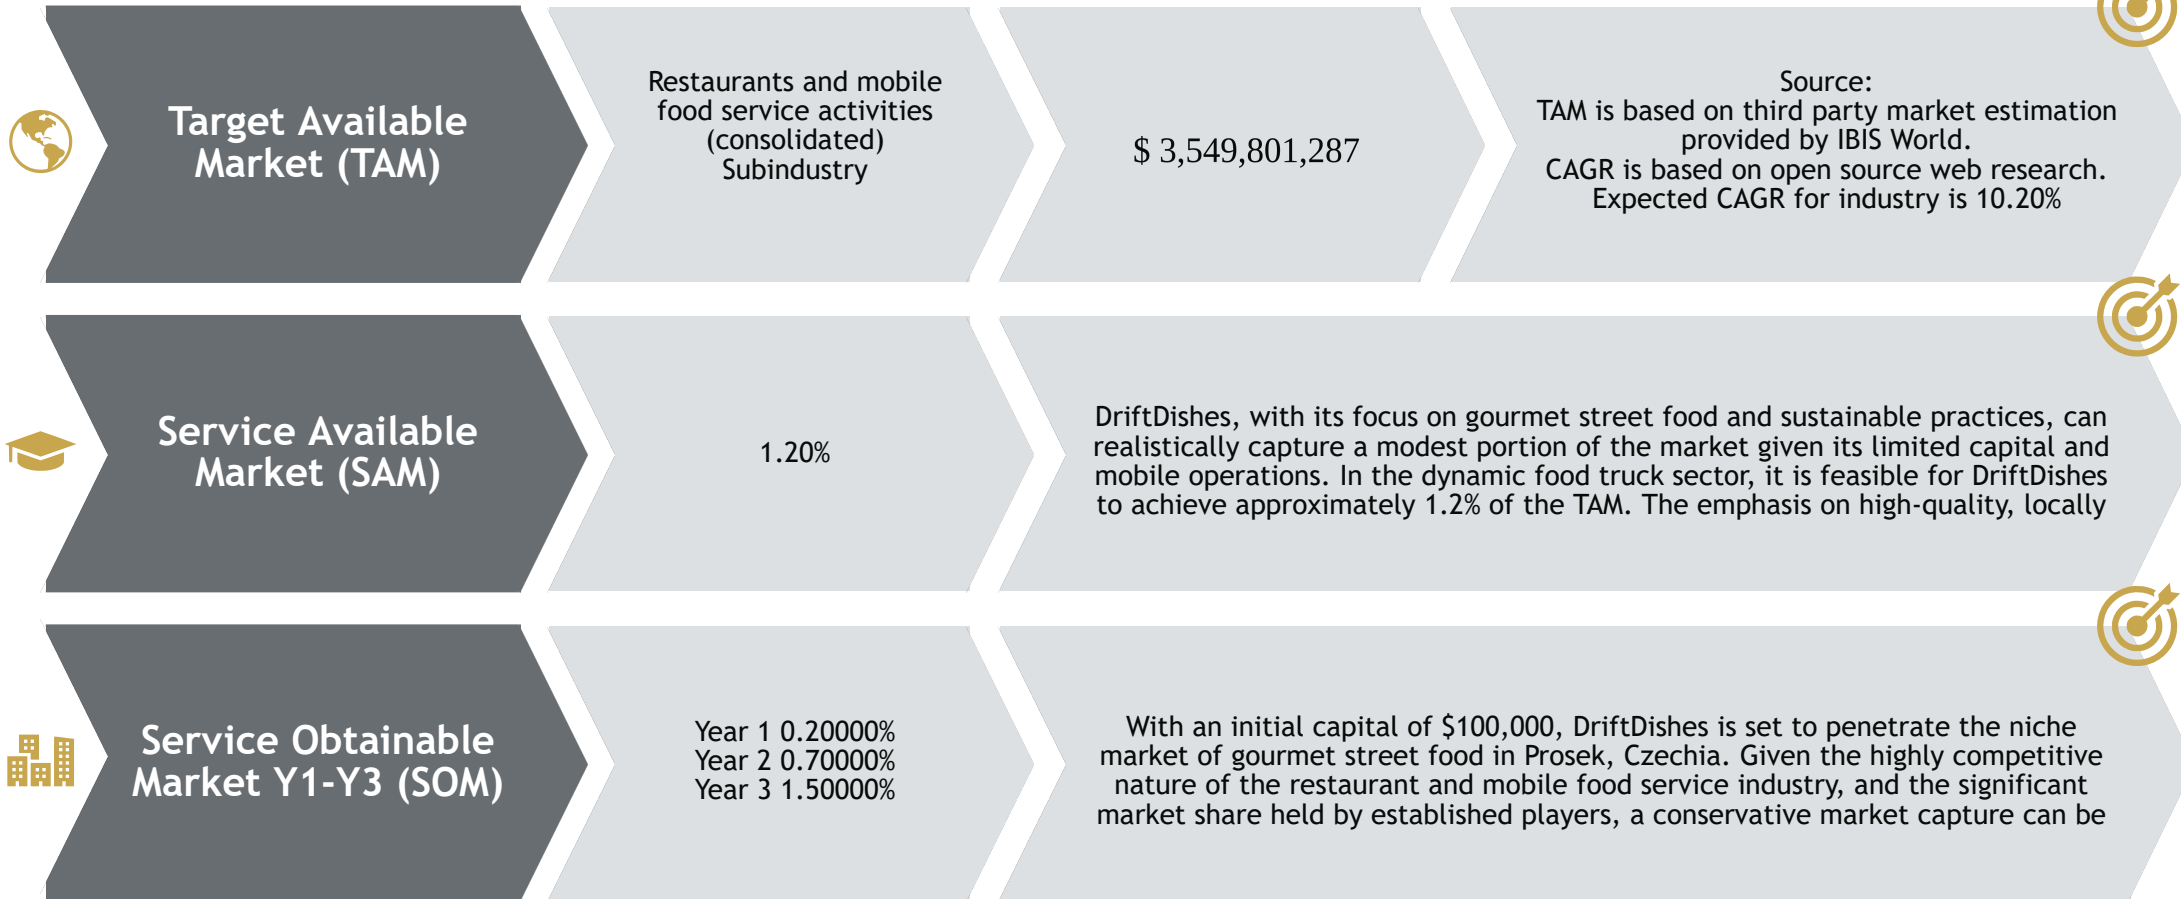 Target Available
Market (TAM)
Restaurants and mobile
food service activities
(consolidated)
Subindustry
$ 3,549,801,287
Source:
TAM is based on third party market estimation
provided by IBIS World.
CAGR is based on open source web research.
Expected CAGR for industry is 10.20%
Service Available
Market (SAM)
1.20%
DriftDishes, with its focus on gourmet street food and sustainable practices, can
realistically capture a modest portion of the market given its limited capital and
mobile operations. In the dynamic food truck sector, it is feasible for DriftDishes
to achieve approximately 1.2% of the TAM. The emphasis on high-quality, locally
Service Obtainable
Market Y1-Y3 (SOM)
Year 1 0.20000%
Year 2 0.70000%
Year 3 1.50000%
With an initial capital of $100,000, DriftDishes is set to penetrate the niche
market of gourmet street food in Prosek, Czechia. Given the highly competitive
nature of the restaurant and mobile food service industry, and the significant
market share held by established players, a conservative market capture can be